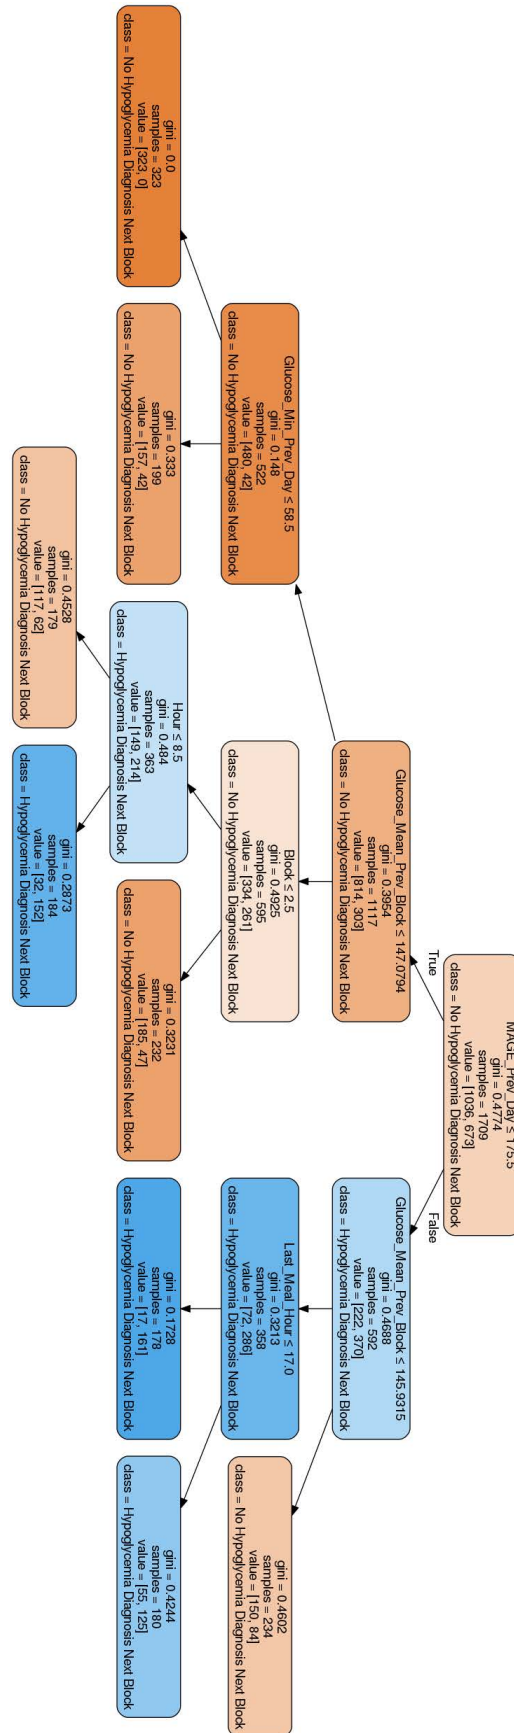 MAGE_Prev_Day ≤ 175.5
gini = 0.4774
samples = 1709
value = [1036, 673]
class = No Hypoglycemia Diagnosis Next Block
True
False
Glucose_Mean_Prev_Block ≤ 147.0794
gini = 0.3954
samples = 1117
value = [814, 303]
class = No Hypoglycemia Diagnosis Next Block
Glucose_Mean_Prev_Block ≤ 145.9315
gini = 0.4688
samples = 592
value = [222, 370]
class = Hypoglycemia Diagnosis Next Block
Glucose_Min_Prev_Day ≤ 58.5
gini = 0.148
samples = 522
value = [480, 42]
class = No Hypoglycemia Diagnosis Next Block
Block ≤ 2.5
gini = 0.4925
samples = 595
value = [334, 261]
class = No Hypoglycemia Diagnosis Next Block
Last_Meal_Hour ≤ 17.0
gini = 0.3213
samples = 358
value = [72, 286]
class = Hypoglycemia Diagnosis Next Block
gini = 0.4602
samples = 234
value = [150, 84]
class = No Hypoglycemia Diagnosis Next Block
gini = 0.0
samples = 323
value = [323, 0]
class = No Hypoglycemia Diagnosis Next Block
gini = 0.333
samples = 199
value = [157, 42]
class = No Hypoglycemia Diagnosis Next Block
Hour ≤ 8.5
gini = 0.484
samples = 363
value = [149, 214]
class = Hypoglycemia Diagnosis Next Block
gini = 0.3231
samples = 232
value = [185, 47]
class = No Hypoglycemia Diagnosis Next Block
gini = 0.1728
samples = 178
value = [17, 161]
class = Hypoglycemia Diagnosis Next Block
gini = 0.4244
samples = 180
value = [55, 125]
class = Hypoglycemia Diagnosis Next Block
gini = 0.4528
samples = 179
value = [117, 62]
class = No Hypoglycemia Diagnosis Next Block
gini = 0.2873
samples = 184
value = [32, 152]
class = Hypoglycemia Diagnosis Next Block